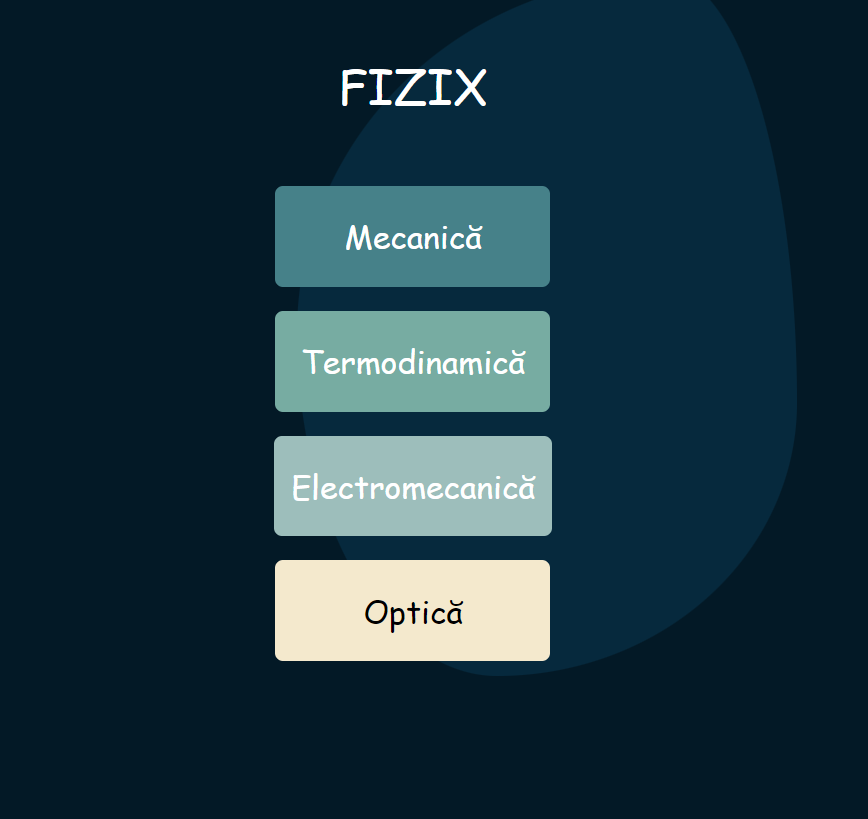 FIZIX
Mecanică
Termodinamică
Electromecanică
Optică